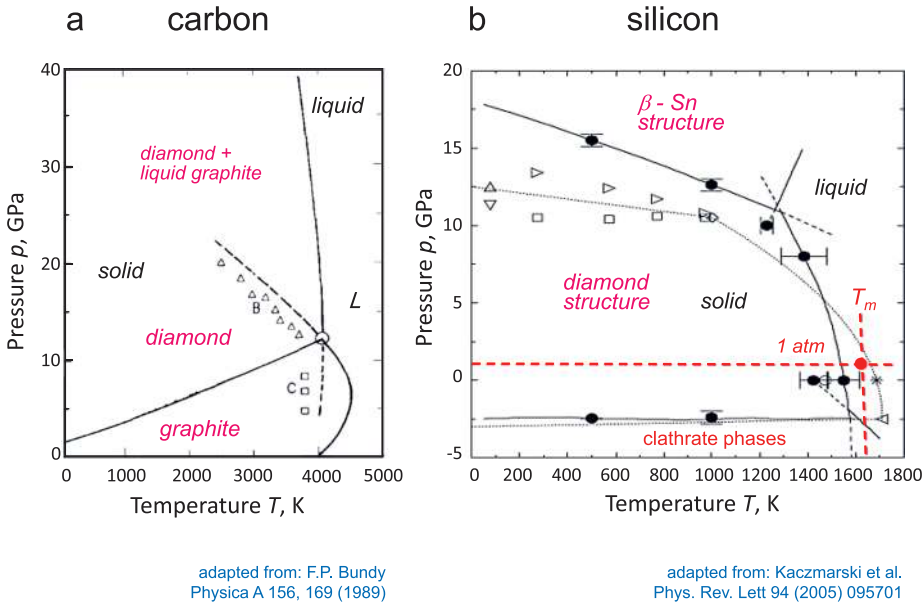 a carbon
40
30
20
10
0
Pressure p, GPa
0
1000
2000
3000
4000
5000
Temperature T, K
liquid
diamond +
liquid graphite
solid
L
diamond
B
C
graphite
adapted from: F.P. Bundy
Physica A 156, 169 (1989)
b silicon
20
15
10
5
0
-5
Pressure p, GPa
0 200 400 600 800 1000 1200 1400 1600 1800
Temperature T, K
β - Sn
structure
liquid
diamond
structure
solid
Tm
1 atm
clathrate phases
adapted from: Kaczmarski et al.
Phys. Rev. Lett 94 (2005) 095701